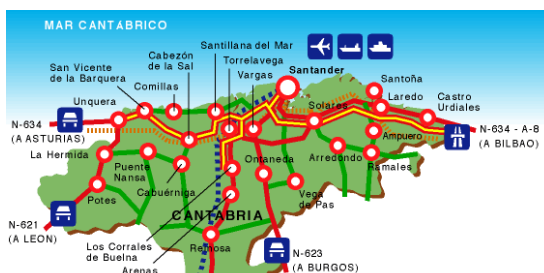 MAR CANTÁBRICO
Santillana del Mar
Cabezón
de la Sal
San Vicente
de la Barquera
Torrelavega
Comillas
Vargas
Santander
Santoña
Unquera
Laredo
Castro
Urdiales
Solares
N-634
(A ASTURIAS)
N-634 - A-8
(A BILBAO)
Ampuero
La Hermida
Puente
Nansa
Ontaneda
Arredondo
Ramales
Cabuérniga
Potes
Vega
de Pas
CANTABRIA
N-621
(A LEON)
Los Corrales
de Buelna
Reinosa
N-623
(A BURGOS)
Arenas